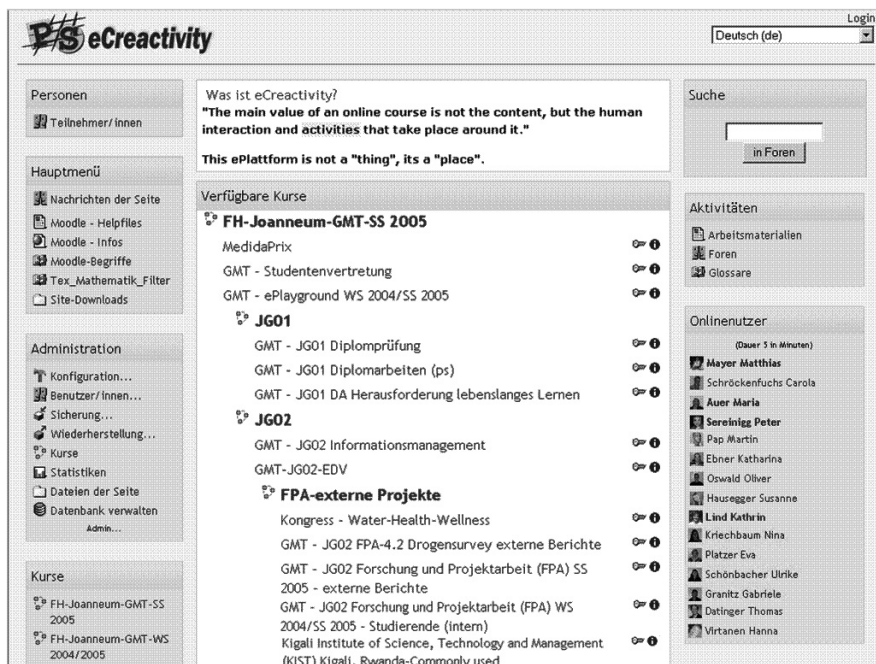 PS eCreactivity
Login
Deutsch (de)
Personen
Teilnehmer/innen
Hauptmenü
Nachrichten der Seite
Moodle - Helpfiles
Moodle - Infos
Moodle-Begriffe
Tex_Mathematik_Filter
Site-Downloads
Administration
Konfiguration...
Benutzer/innen...
Sicherung...
Wiederherstellung...
Kurse
Statistiken
Dateien der Seite
Datenbank verwalten
Admin...
Kurse
FH-Joanneum-GMT-SS
2005
FH-Joanneum-GMT-WS
2004/2005
Was ist eCreactivity?
"The main value of an online course is not the content, but the human
interaction and activities that take place around it."
This ePlattform is not a "thing", its a "place".
Verfügbare Kurse
FH-Joanneum-GMT-SS 2005
MedidaPrix
GMT - Studentenvertretung
GMT - ePlayground WS 2004/SS 2005
JG01
GMT - JG01 Diplomprüfung
GMT - JG01 Diplomarbeiten (ps)
GMT - JG01 DA Herausforderung lebenslanges Lernen
JG02
GMT - JG02 Informationsmanagement
GMT-JG02-EDV
FPA-externe Projekte
Kongress - Water-Health-Wellness
GMT - JG02 FPA-4.2 Drogensurvey externe Berichte
GMT - JG02 Forschung und Projektarbeit (FPA) SS
2005 - externe Berichte
GMT - JG02 Forschung und Projektarbeit (FPA) WS
2004/SS 2005 - Studierende (intern)
Kigali Institute of Science, Technology and Management
(KIST) Kigali, Rwanda-Commonly used
Suche
in Foren
Aktivitäten
Arbeitsmaterialien
Foren
Glossare
Onlinenutzer
(Dauer 5 in Minuten)
Mayer Matthias
Schröckenfuchs Carola
Auer Maria
Sereinigg Peter
Pap Martin
Ebner Katharina
Oswald Oliver
Hausegger Susanne
Lind Kathrin
Kriechbaum Nina
Platzer Eva
Schönbacher Ulrike
Granitz Gabriele
Datinger Thomas
Virtanen Hanna